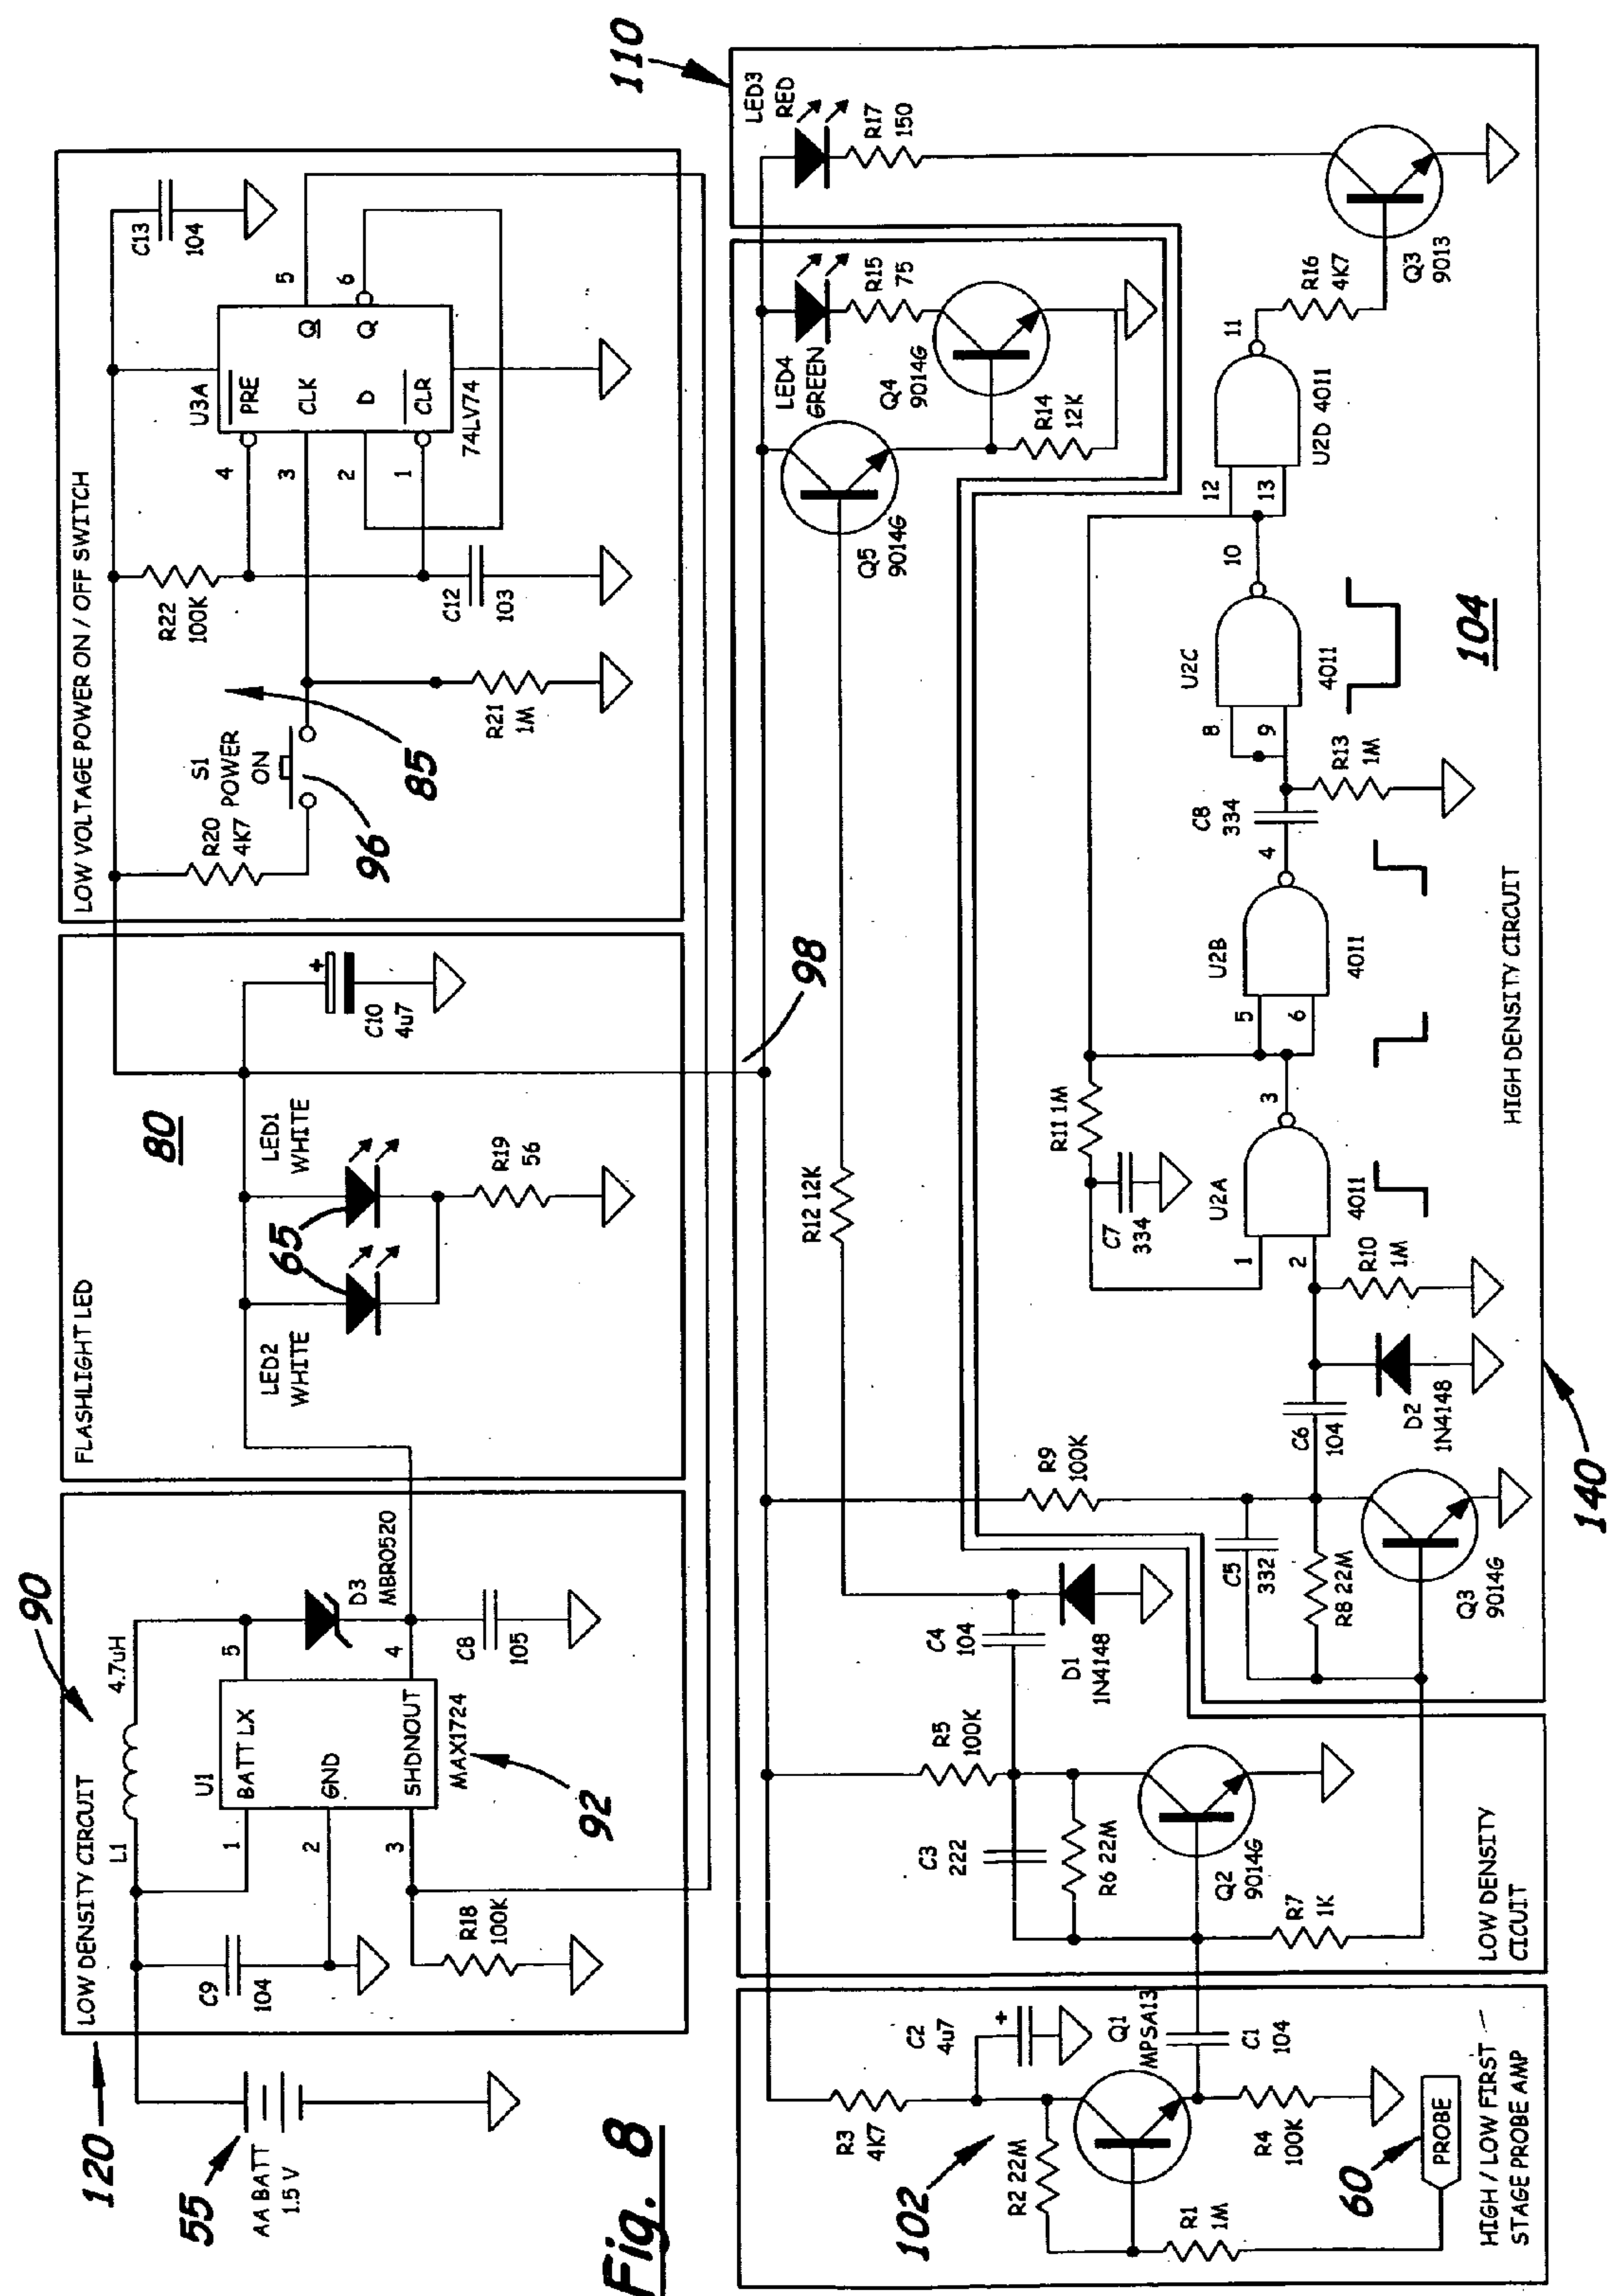 120
90
LOW DENSITY CIRCUIT
55
AA BATT
1.5 V
L1
4.7uH
C9
104
U1
1
BATT LX
5
2
GND
3
SHDNOUT
4
MAX1724
92
R18
100K
D3
MBR0520
C8
105
FLASHLIGHT LED
80
LED2
WHITE
LED1
WHITE
65
R19
56
C10
4u7
+
LOW VOLTAGE POWER ON / OFF SWITCH
R20
4K7
S1
POWER
ON
96
85
R21
1M
R22
100K
C12
103
U3A
4
PRE
3
CLK
Q
5
2
D
Q
6
1
CLR
74LV74
C13
104
98
110
Fig. 8
102
R3
4K7
C2
4u7
+
R2 22M
Q1
MPSA13
R1
1M
R4
100K
C1
104
60
PROBE
HIGH / LOW FIRST
STAGE PROBE AMP
C3
222
R5
100K
R6 22M
Q2
9014G
R7
1K
LOW DENSITY
CICUIT
C4
104
D1
1N4148
R12 12K
Q5
9014G
LED4
GREEN
R15
75
Q4
9014G
R14
12K
LED3
RED
R17
150
R9
100K
C5
332
R8 22M
Q3
9014G
C6
104
D2
1N4148
R10
1M
C7
334
R11 1M
1
2
U2A
3
4011
5
6
U2B
4
4011
C8
334
R13
1M
8
9
U2C
10
4011
12
13
11
U2D 4011
R16
4K7
Q3
9013
104
HIGH DENSITY CIRCUIT
140